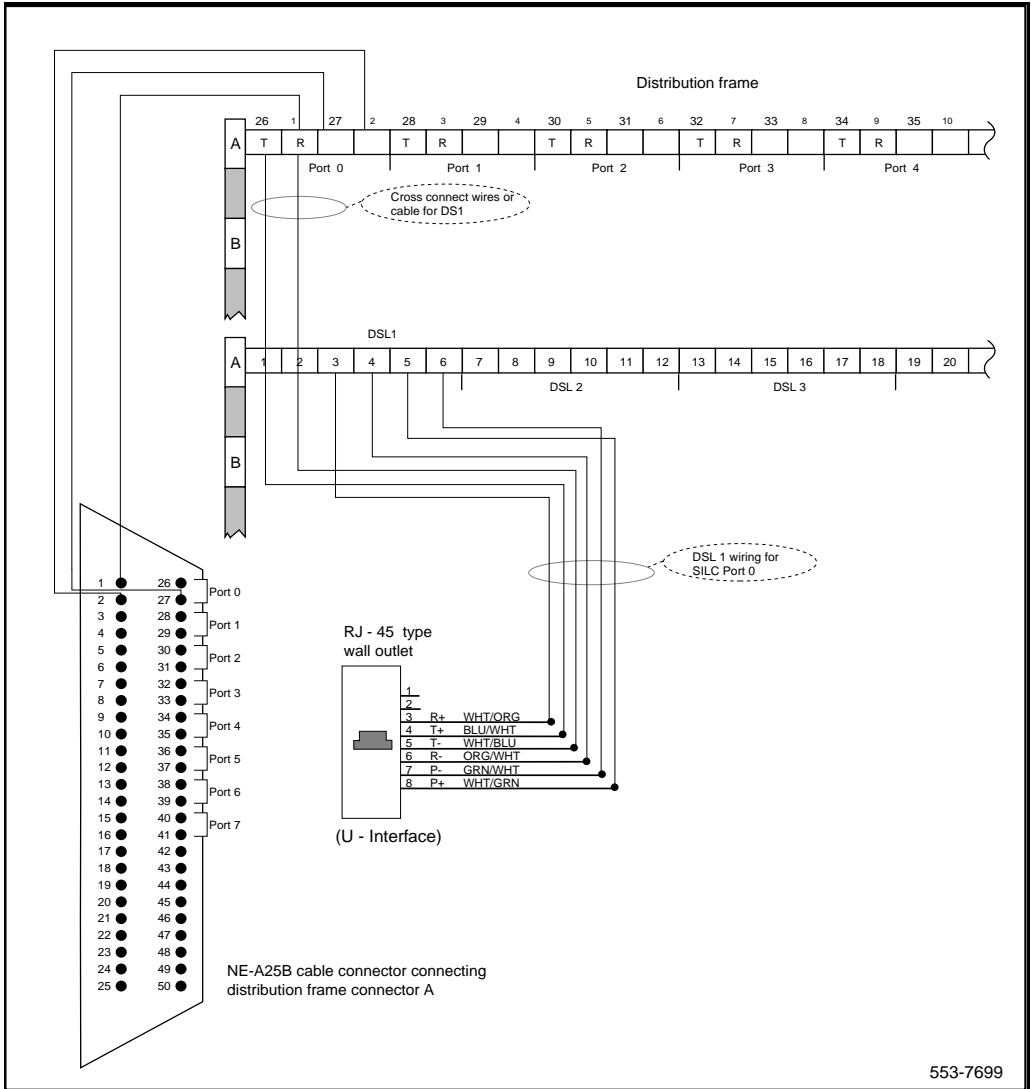 Distribution frame
26 1 27 2 28 3 29 4 30 5 31 6 32 7 33 8 34 9 35 10
A T R T R T R T R T R
Port 0 Port 1 Port 2 Port 3 Port 4
Cross connect wires or
cable for DS1
B
DSL1
A 1 2 3 4 5 6 7 8 9 10 11 12 13 14 15 16 17 18 19 20
DSL 2 DSL 3
B
DSL 1 wiring for
SILC Port 0
1 26
2 27
Port 0
3 28
4 29
Port 1
5 30
6 31
Port 2
7 32
8 33
Port 3
9 34
10 35
Port 4
11 36
12 37
Port 5
13 38
14 39
Port 6
15 40
16 41
Port 7
17 42
18 43
19 44
20 45
21 46
22 47
23 48
24 49
25 50
RJ - 45 type
wall outlet
1
2
3 R+ WHT/ORG
4 T+ BLU/WHT
5 T- WHT/BLU
6 R- ORG/WHT
7 P- GRN/WHT
8 P+ WHT/GRN
(U - Interface)
NE-A25B cable connector connecting
distribution frame connector A
553-7699